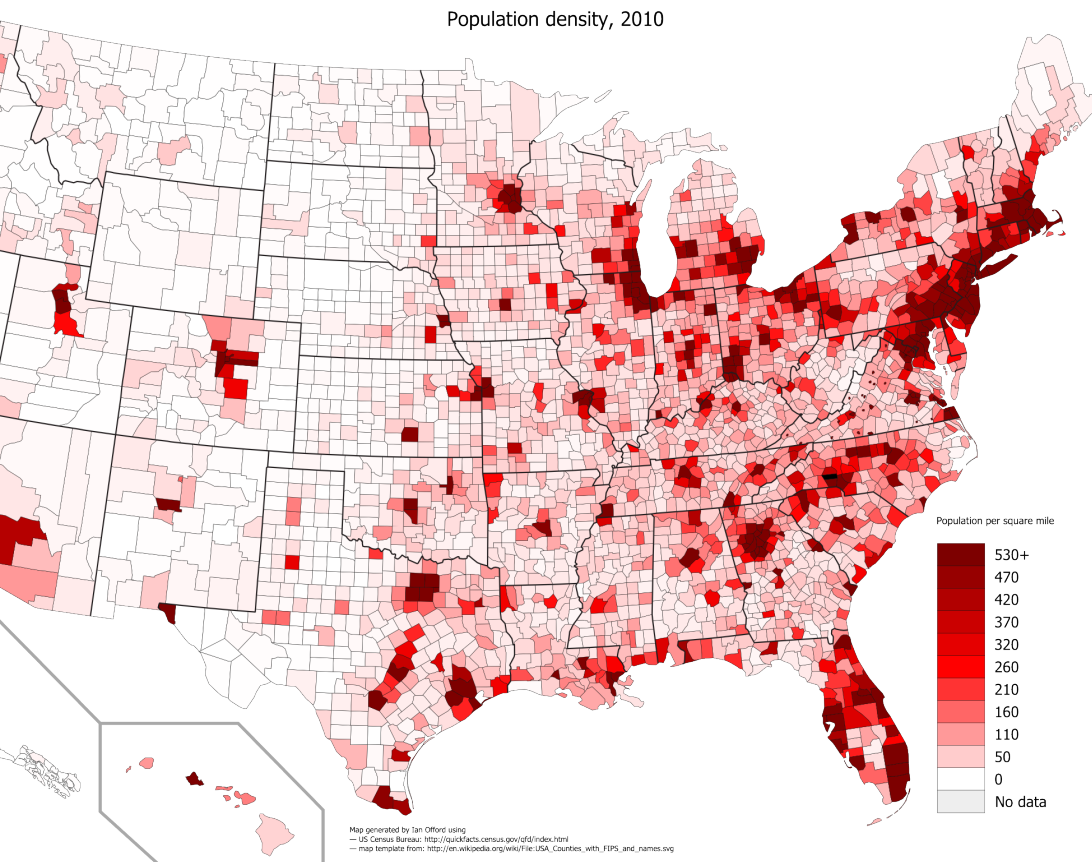 Population density, 2010
Population per square mile
530+
470
420
370
320
260
210
160
110
50
0
No data
Map generated by Ian Offord using
— US Census Bureau: http://quickfacts.census.gov/qfd/index.html
— map template from: http://en.wikipedia.org/wiki/File:USA_Counties_with_FIPS_and_names.svg